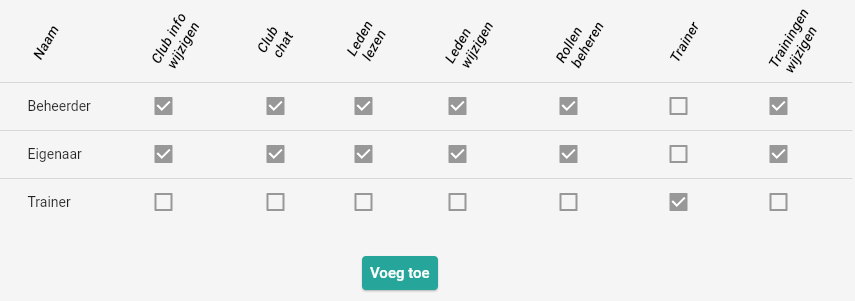 Naam
Club info
wijzigen
Club
chat
Leden
lezen
Leden
wijzigen
Rollen
beheren
Trainer
Trainingen
wijzigen
Beheerder
Eigenaar
Trainer
Voeg toe